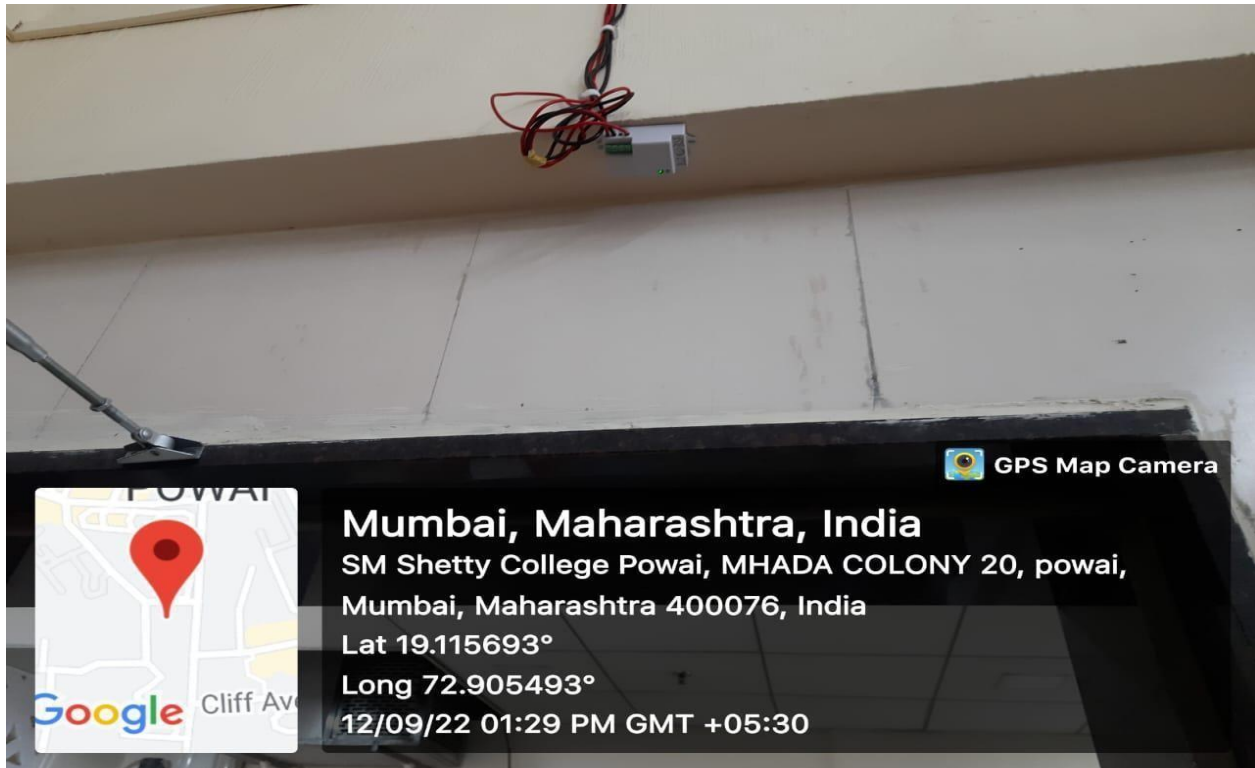 GPS Map Camera
POWAI
Google
Cliff Ave
Mumbai, Maharashtra, India
SM Shetty College Powai, MHADA COLONY 20, powai,
Mumbai, Maharashtra 400076, India
Lat 19.115693°
Long 72.905493°
12/09/22 01:29 PM GMT +05:30